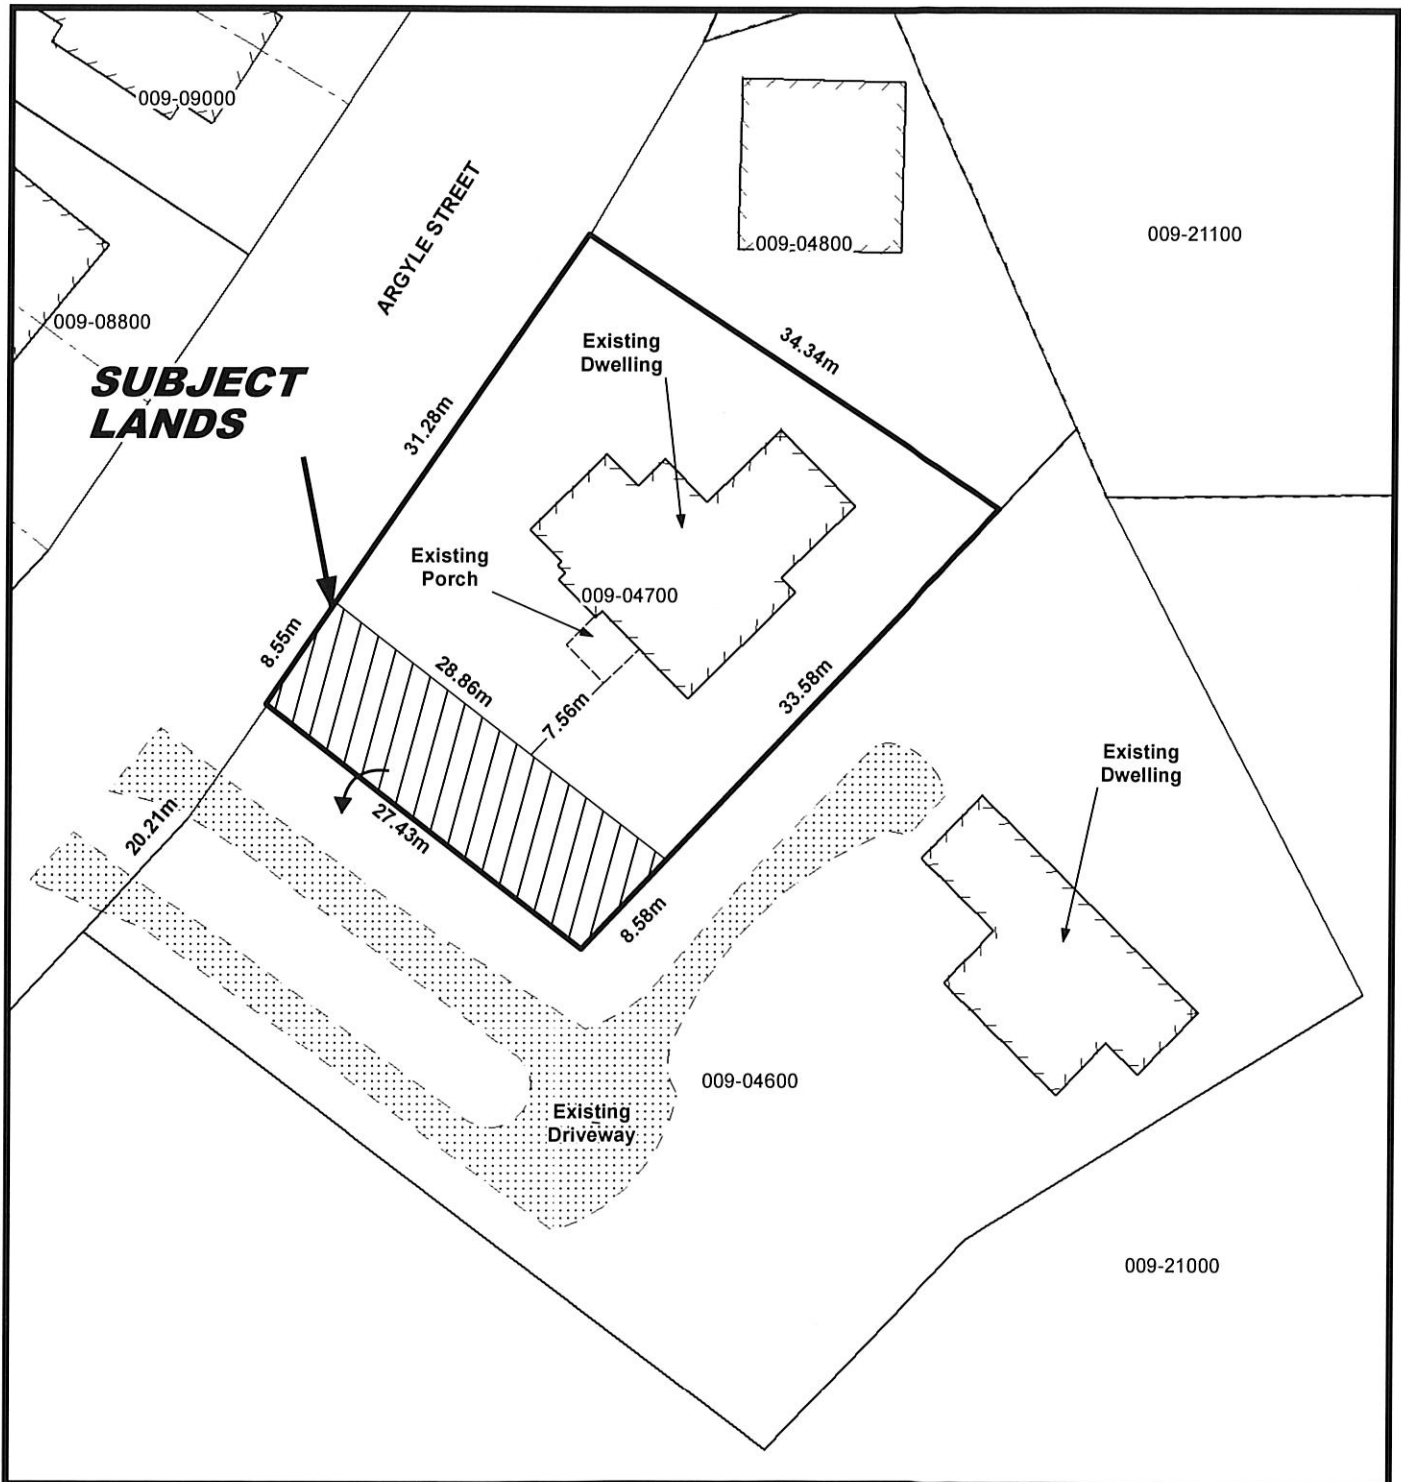 009-09000
ARGYLE STREET
009-04800
009-21100
009-08800
Existing
Dwelling
34.34m
SUBJECT
LANDS
31.28m
Existing
Porch
009-04700
8.55m
28.86m
7.56m
33.58m
Existing
Dwelling
20.21m
27.43m
8.58m
009-04600
Existing
Driveway
009-21000